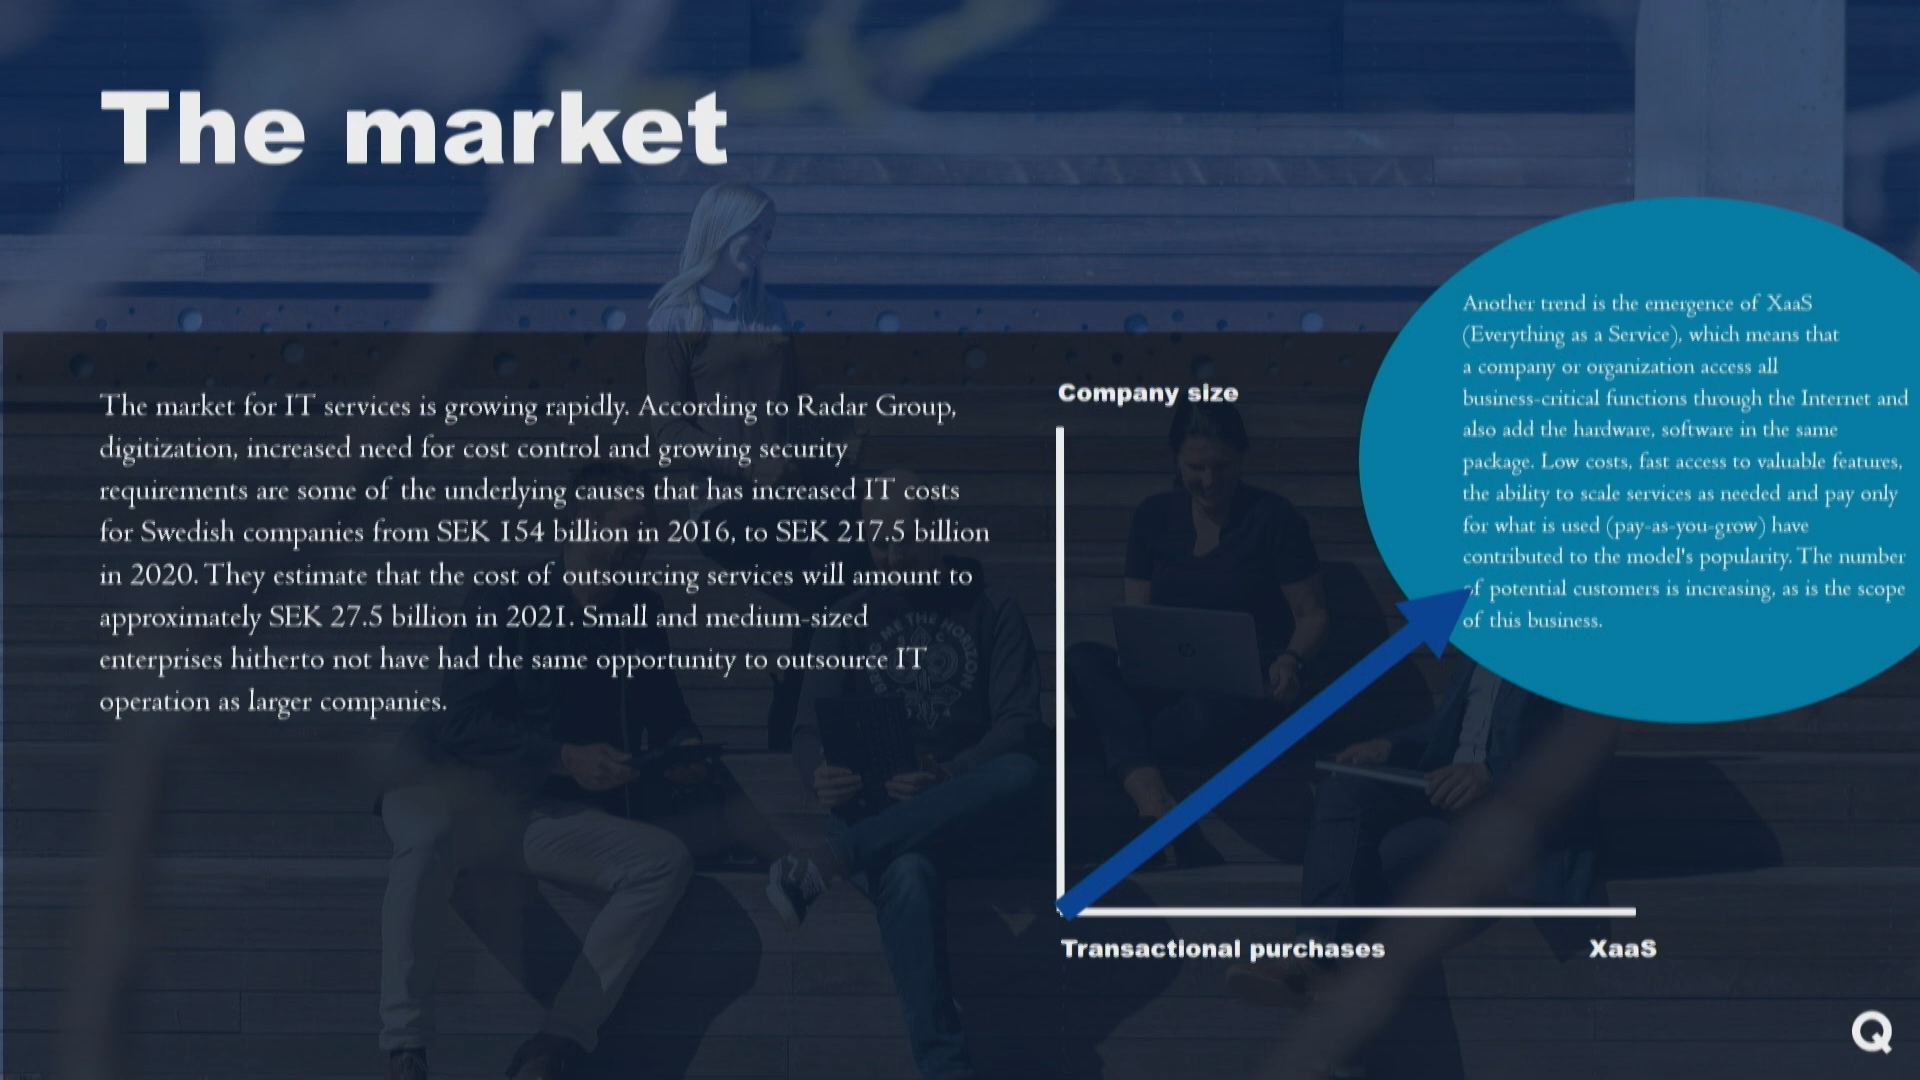 The market
The market for IT services is growing rapidly. According to Radar Group,
digitization, increased need for cost control and growing security
requirements are some of the underlying causes that has increased IT costs
for Swedish companies from SEK 154 billion in 2016, to SEK 217.5 billion
in 2020. They estimate that the cost of outsourcing services will amount to
approximately SEK 27.5 billion in 2021. Small and medium-sized
enterprises hitherto not have had the same opportunity to outsource IT
operation as larger companies.
Company size
Transactional purchases
XaaS
Another trend is the emergence of XaaS
(Everything as a Service), which means that
a company or organization access all
business-critical functions through the Internet and
also add the hardware, software in the same
package. Low costs, fast access to valuable features,
the ability to scale services as needed and pay only
for what is used (pay-as-you-grow) have
contributed to the model's popularity. The number
of potential customers is increasing, as is the scope
of this business.
BRING ME THE HORIZON
Q